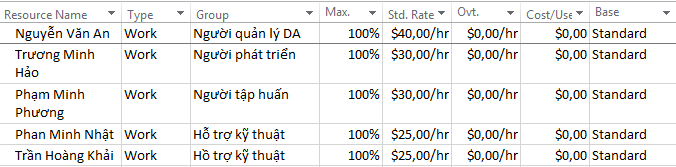 Resource Name Type Group Max. Std. Rate Ovt. Cost/Use Base
Nguyễn Văn An Work Người quản lý DA 100% $40,00/hr $0,00/hr $0,00 Standard
Trương Minh Hảo Work Người phát triển 100% $30,00/hr $0,00/hr $0,00 Standard
Phạm Minh Phương Work Người tập huấn 100% $30,00/hr $0,00/hr $0,00 Standard
Phan Minh Nhật Work Hỗ trợ kỹ thuật 100% $25,00/hr $0,00/hr $0,00 Standard
Trần Hoàng Khải Work Hồ trợ kỹ thuật 100% $25,00/hr $0,00/hr $0,00 Standard